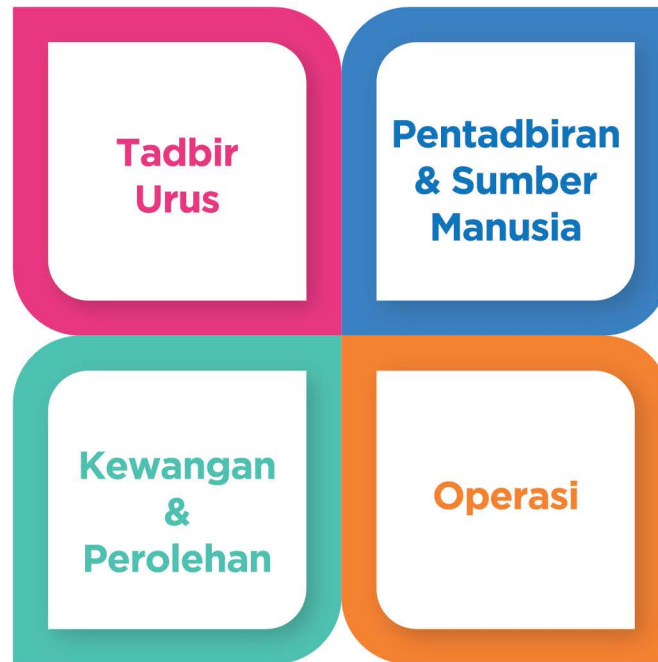 Tadbir
Urus
Pentadbiran
& Sumber
Manusia
Kewangan
&
Perolehan
Operasi